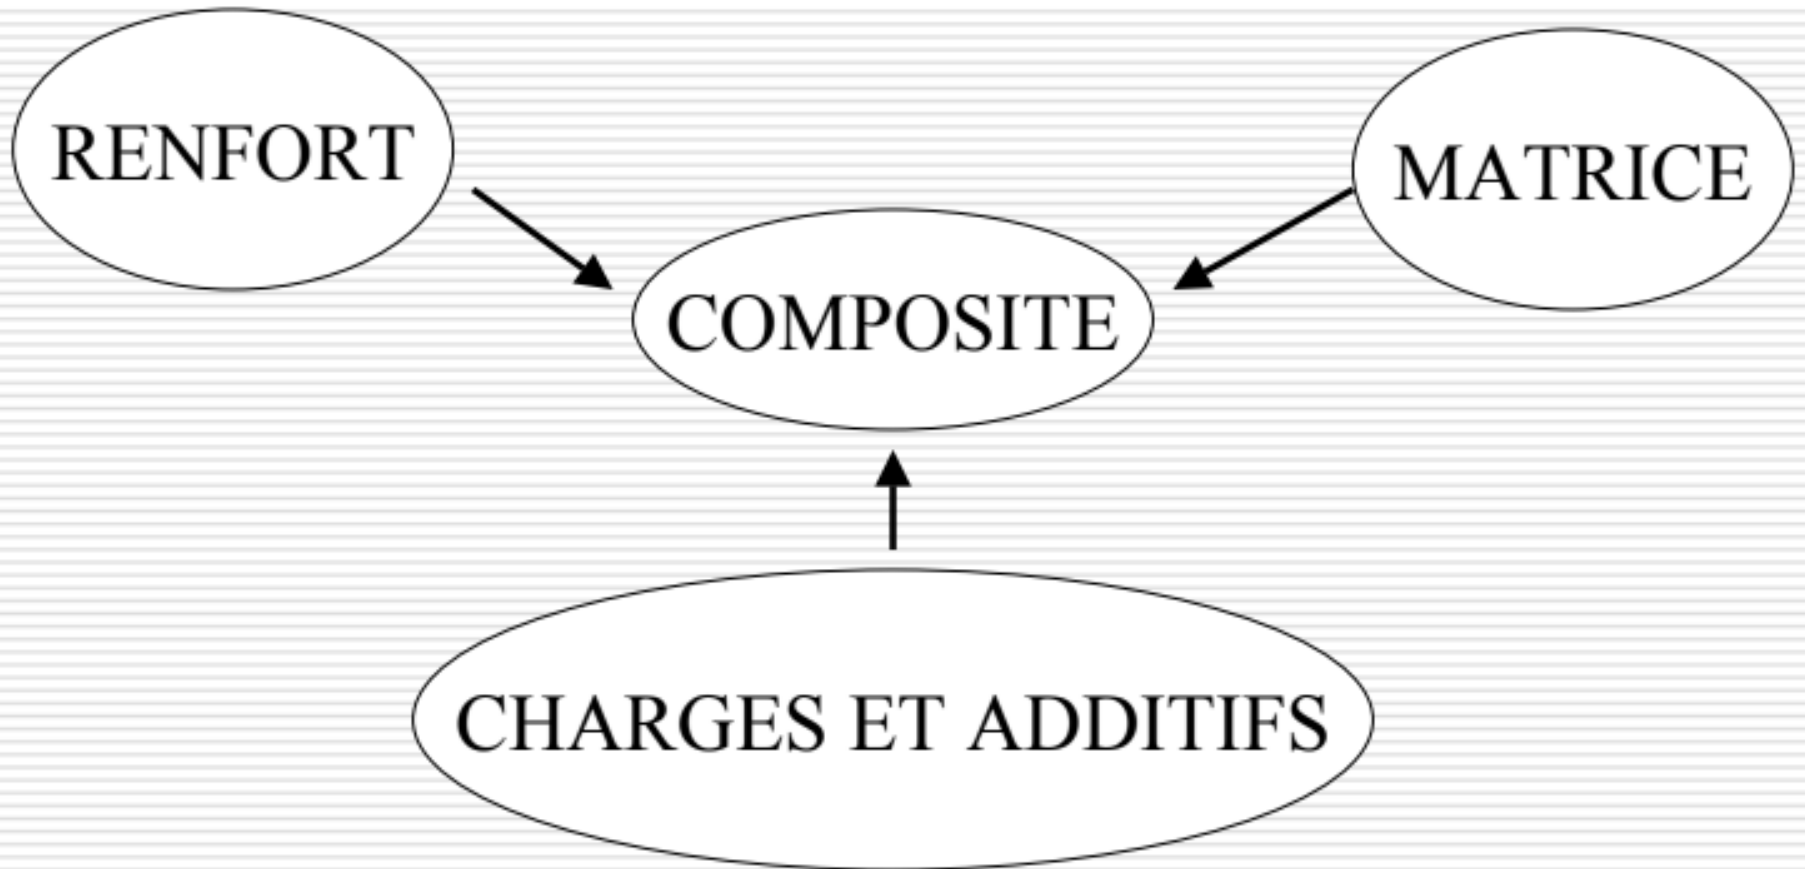 RENFORT
MATRICE
COMPOSITE
CHARGES ET ADDITIFS